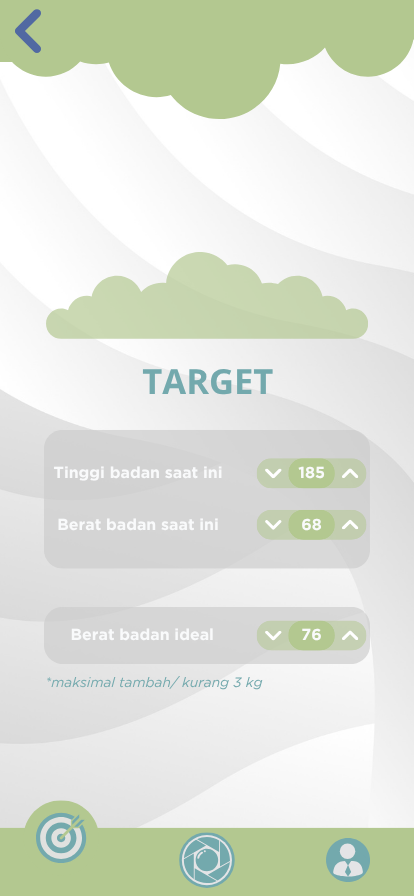 TARGET
Tinggi badan saat ini
185
Berat badan saat ini
68
Berat badan ideal
76
*maksimal tambah/ kurang 3 kg